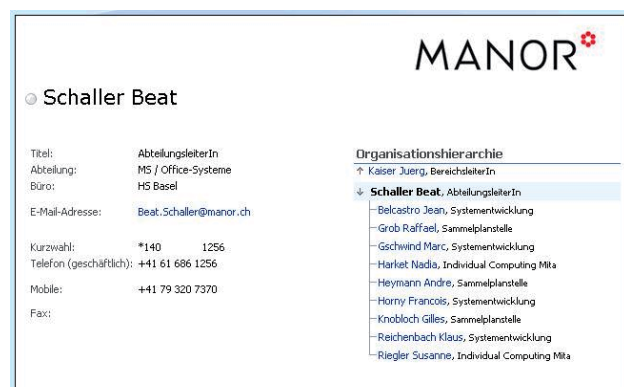 MANOR
Schaller Beat
Titel: AbteilungsleiterIn
Abteilung: MS / Office-Systeme
Büro: HS Basel
E-Mail-Adresse: Beat.Schaller@manor.ch
Kurzwahl: *140 1256
Telefon (geschäftlich): +41 61 686 1256
Mobile: +41 79 320 7370
Fax:
Organisationshierarchie
Kaiser Juerg, BereichsleiterIn
Schaller Beat, AbteilungsleiterIn
Belcastro Jean, Systementwicklung
Grob Raffael, Sammelplanstelle
Gschwind Marc, Systementwicklung
Harket Nadia, Individual Computing Mita
Heymann Andre, Sammelplanstelle
Horny Francois, Systementwicklung
Knobloch Gilles, Sammelplanstelle
Reichenbach Klaus, Systementwicklung
Riegler Susanne, Individual Computing Mita